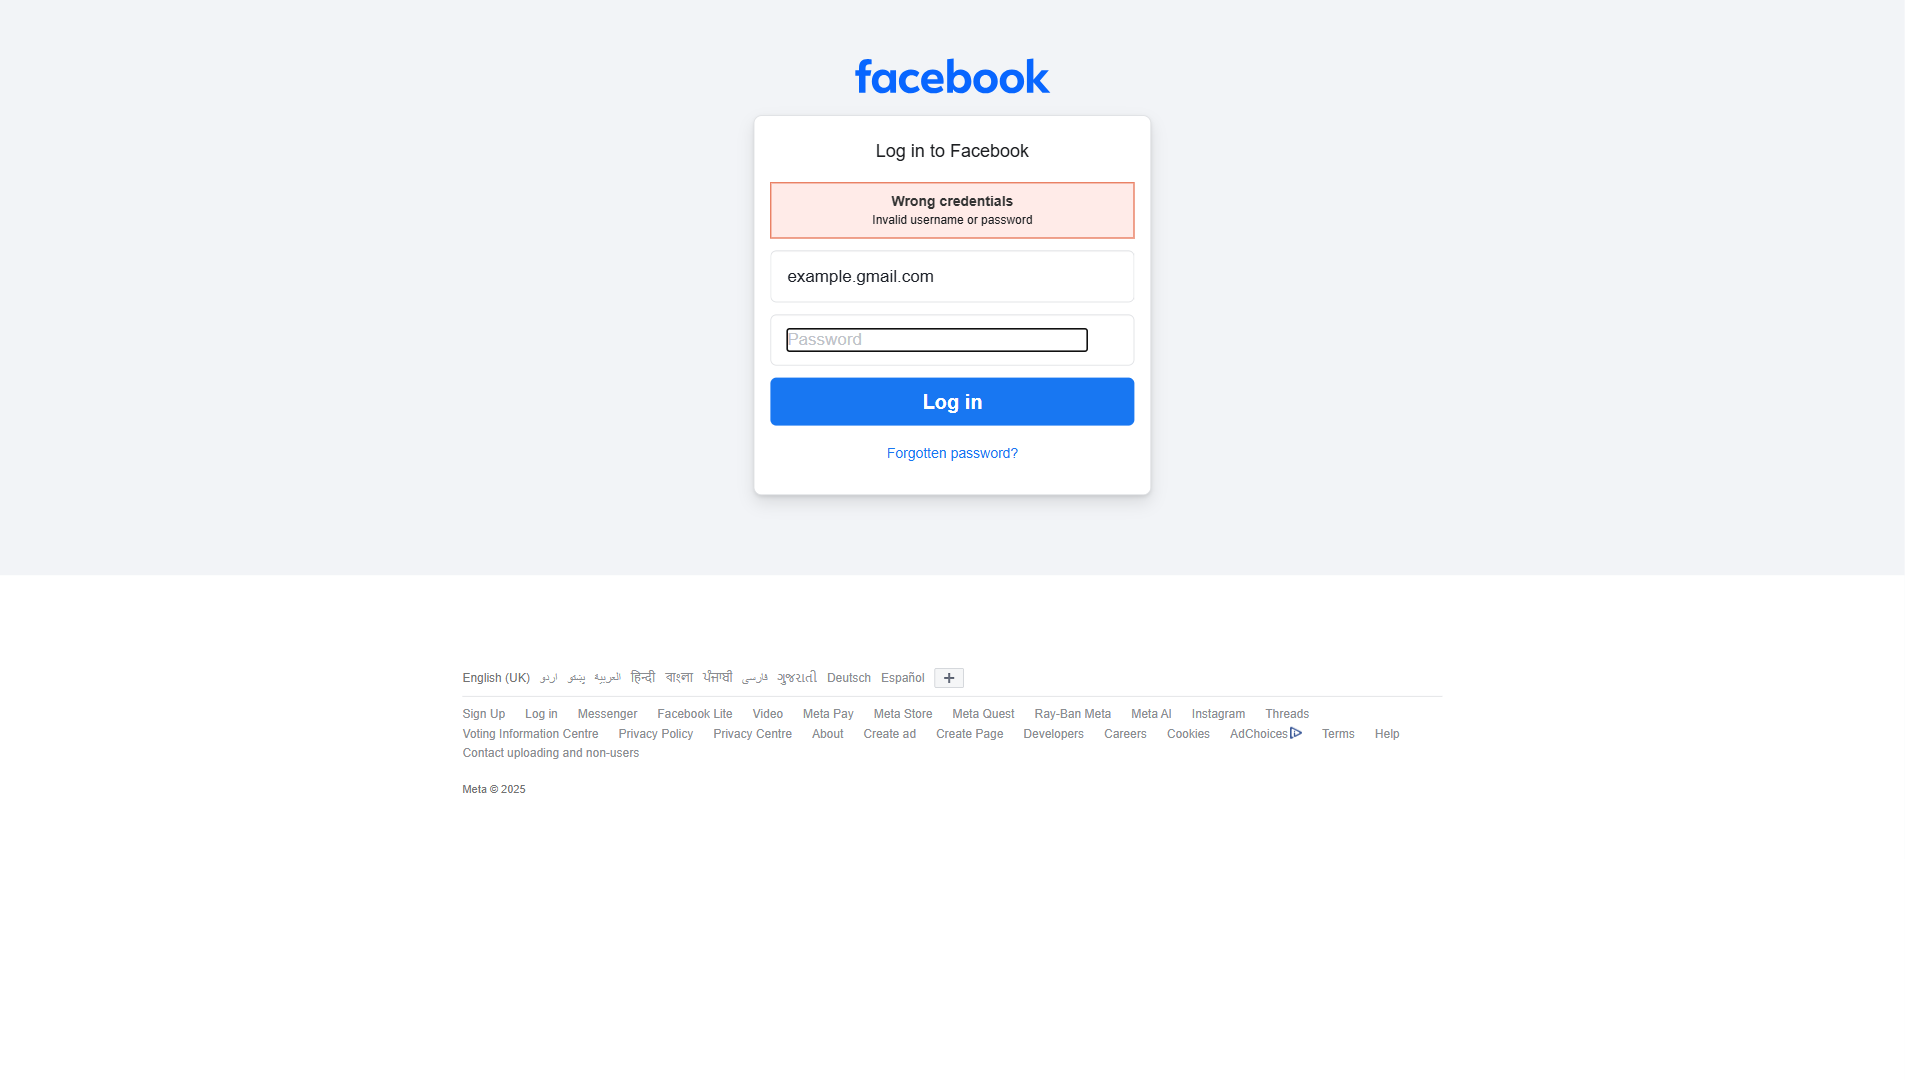 facebook
Log in to Facebook
Wrong credentials
Invalid username or password
example.gmail.com
Password
Log in
Forgotten password?
English (UK) اردو پښتو العربية हिन्दी বাংলা ਪੰਜਾਬੀ فارسی ગુજરાતી Deutsch Español
Sign Up Log in Messenger Facebook Lite Video Meta Pay Meta Store Meta Quest Ray-Ban Meta Meta AI Instagram Threads
Voting Information Centre Privacy Policy Privacy Centre About Create ad Create Page Developers Careers Cookies AdChoices Terms Help
Contact uploading and non-users
Meta © 2025